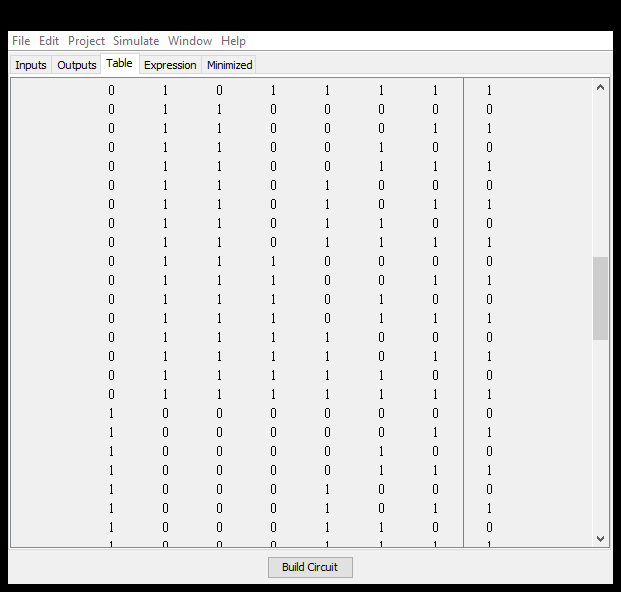 File Edit Project Simulate Window Help
Inputs Outputs Table Expression Minimized
0 1 0 1 1 1 1 1
0 1 1 0 0 0 0 0
0 1 1 0 0 0 1 1
0 1 1 0 0 1 0 0
0 1 1 0 0 1 1 1
0 1 1 0 1 0 0 0
0 1 1 0 1 0 1 1
0 1 1 0 1 1 0 0
0 1 1 0 1 1 1 1
0 1 1 1 0 0 0 0
0 1 1 1 0 0 1 1
0 1 1 1 0 1 0 0
0 1 1 1 0 1 1 1
0 1 1 1 1 0 0 0
0 1 1 1 1 0 1 1
0 1 1 1 1 1 0 0
0 1 1 1 1 1 1 1
1 0 0 0 0 0 0 0
1 0 0 0 0 0 1 1
1 0 0 0 0 1 0 0
1 0 0 0 0 1 1 1
1 0 0 0 1 0 0 0
1 0 0 0 1 0 1 1
1 0 0 0 1 1 0 0
1 0 0 0 1 1 1 1
Build Circuit